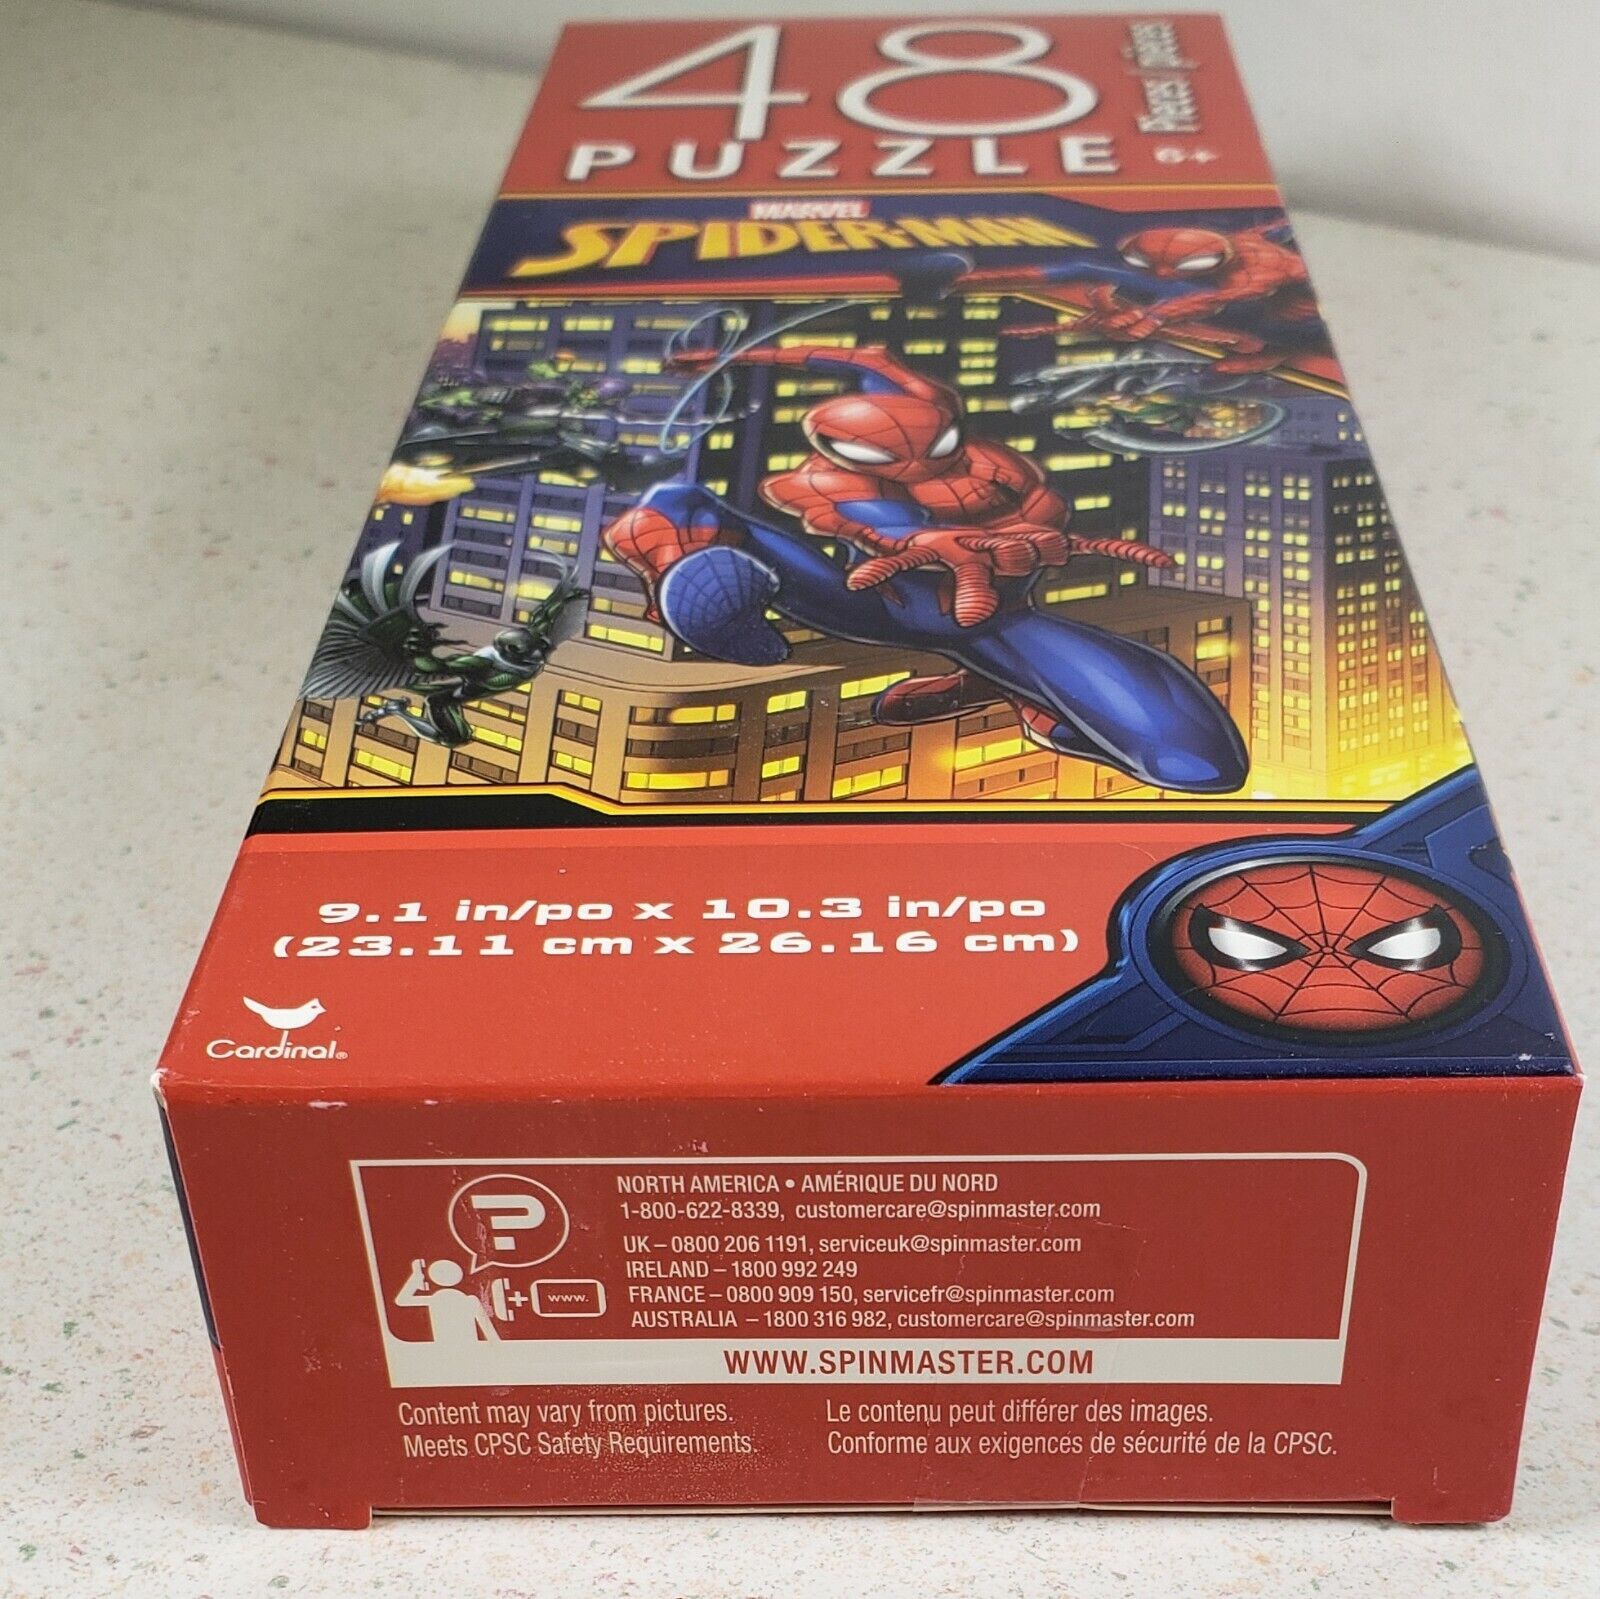 48
Pieces / pièces
PUZZLE 6+
MARVEL
SPIDER-MAN
9.1 in/po x 10.3 in/po
(23.11 cm x 26.16 cm)
Cardinal®
NORTH AMERICA • AMÉRIQUE DU NORD
1-800-622-8339, customercare@spinmaster.com
UK – 0800 206 1191, serviceuk@spinmaster.com
IRELAND – 1800 992 249
FRANCE – 0800 909 150, servicefr@spinmaster.com
AUSTRALIA – 1800 316 982, customercare@spinmaster.com
?
+ www.
WWW.SPINMASTER.COM
Content may vary from pictures.
Meets CPSC Safety Requirements.
Le contenu peut différer des images.
Conforme aux exigences de sécurité de la CPSC.